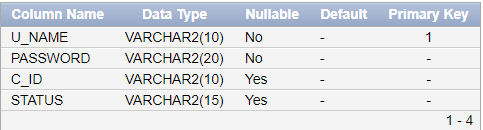 Column Name Data Type Nullable Default Primary Key
U_NAME VARCHAR2(10) No - 1
PASSWORD VARCHAR2(20) No - -
C_ID VARCHAR2(10) Yes - -
STATUS VARCHAR2(15) Yes - -
1 - 4